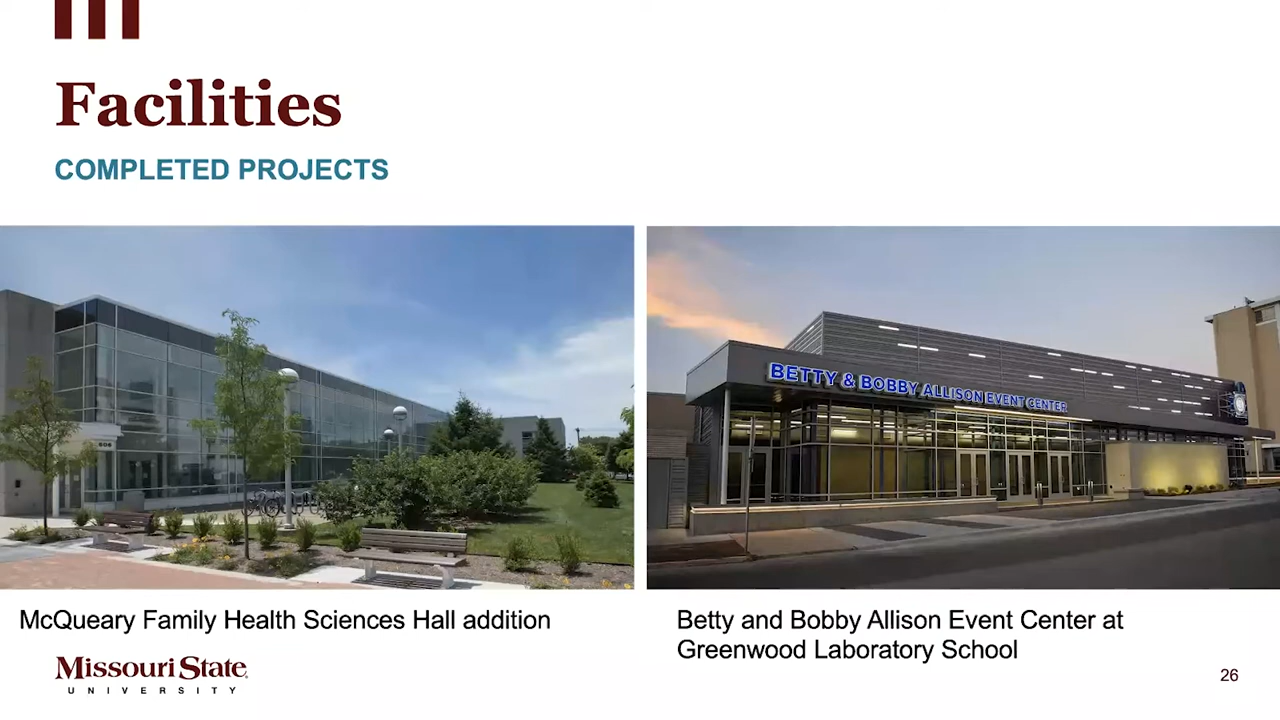 Facilities
COMPLETED PROJECTS
606
BETTY & BOBBY ALLISON EVENT CENTER
McQueary Family Health Sciences Hall addition
Betty and Bobby Allison Event Center at
Greenwood Laboratory School
Missouri State
UNIVERSITY
26